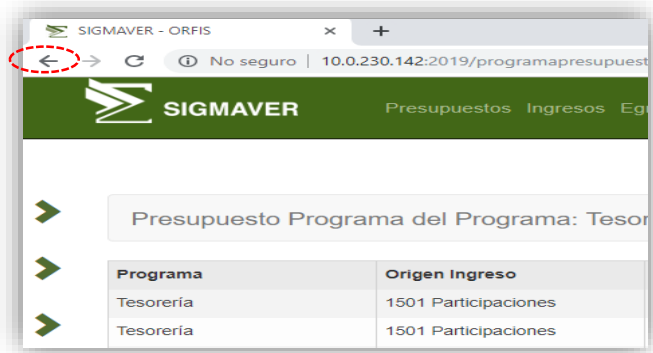 SIGMAVER - ORFIS
No seguro | 10.0.230.142:2019/programapresupuest
SIGMAVER Presupuestos Ingresos Egr
Presupuesto Programa del Programa: Tesor
Programa Origen Ingreso
Tesorería 1501 Participaciones
Tesorería 1501 Participaciones